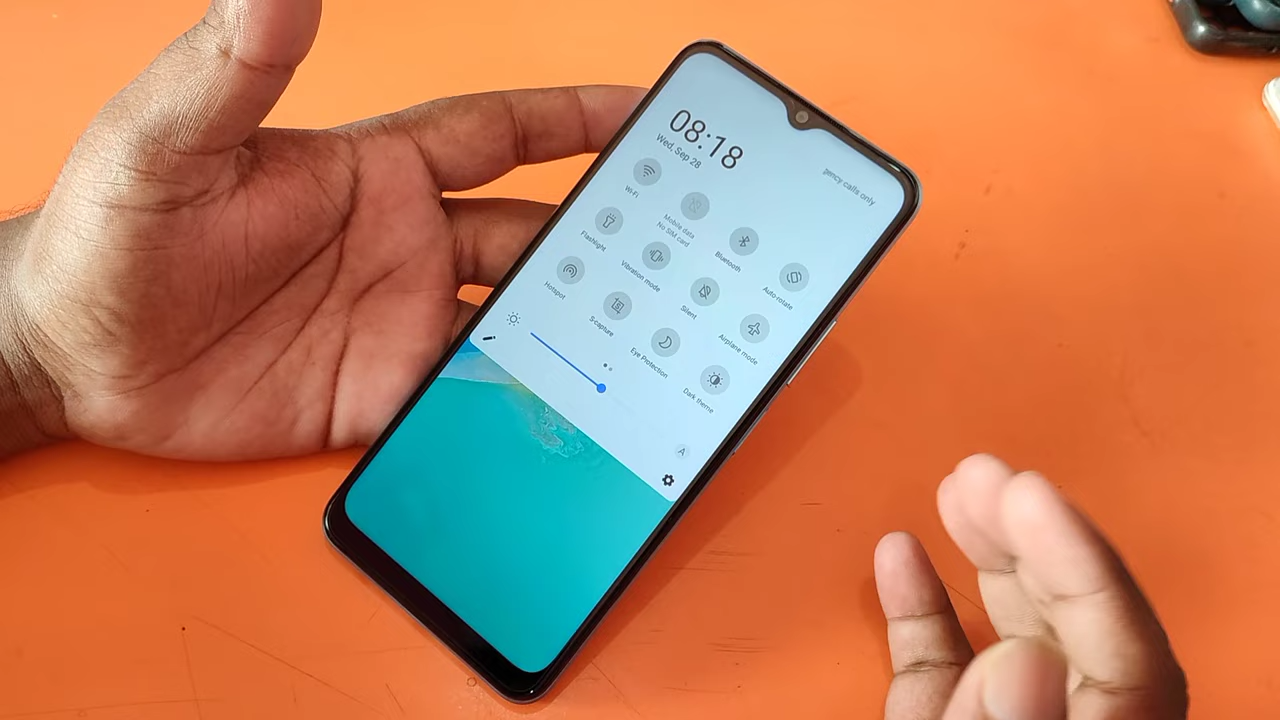 08:18
Wed, Sep 28
gency calls only
Wi-Fi
Mobile data
No SIM card
Bluetooth
Auto-rotate
Flashlight
Vibration mode
Silent
Airplane mode
Hotspot
S-capture
Eye Protection
Dark theme
A